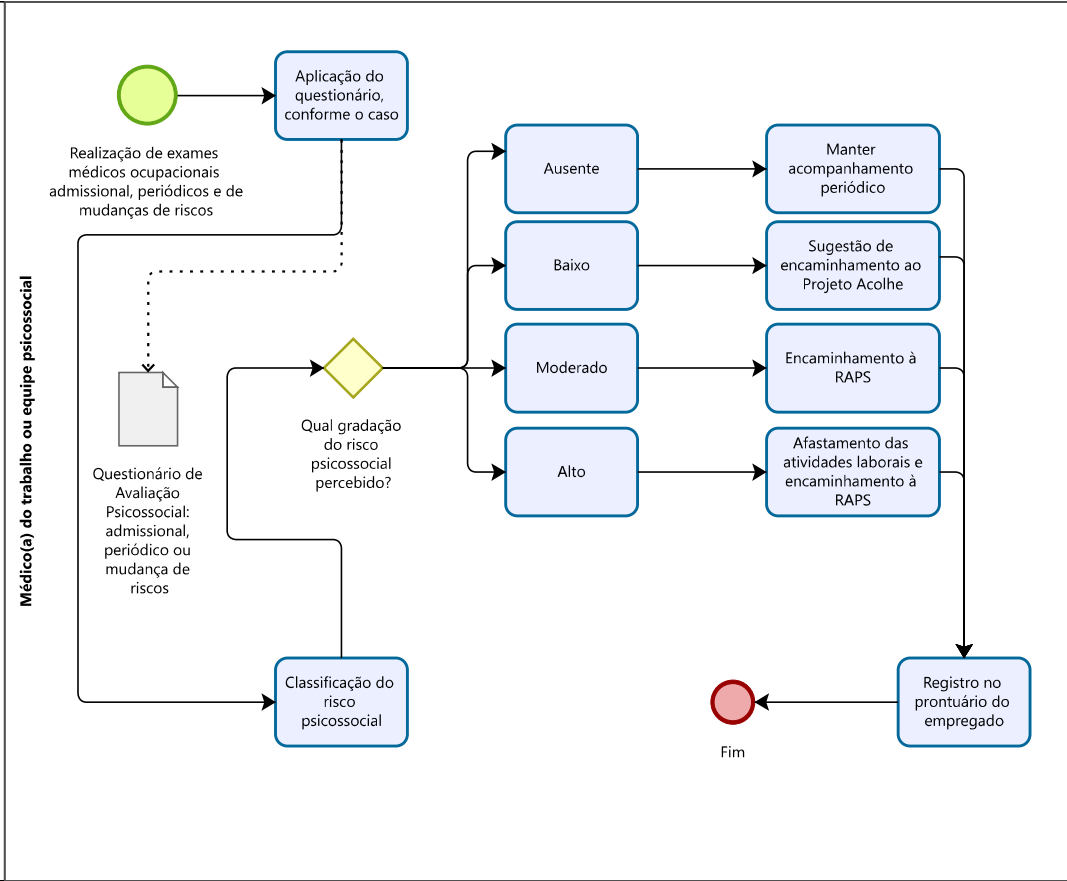 Médico(a) do trabalho ou equipe psicossocial
Realização de exames
médicos ocupacionais
admissional, periódicos e de
mudanças de riscos
Aplicação do
questionário,
conforme o caso
Questionário de
Avaliação
Psicossocial:
admissional,
periódico ou
mudança de
riscos
Classificação do
risco
psicossocial
Qual gradação
do risco
psicossocial
percebido?
Ausente
Manter
acompanhamento
periódico
Baixo
Sugestão de
encaminhamento ao
Projeto Acolhe
Moderado
Encaminhamento à
RAPS
Alto
Afastamento das
atividades laborais e
encaminhamento à
RAPS
Registro no
prontuário do
empregado
Fim